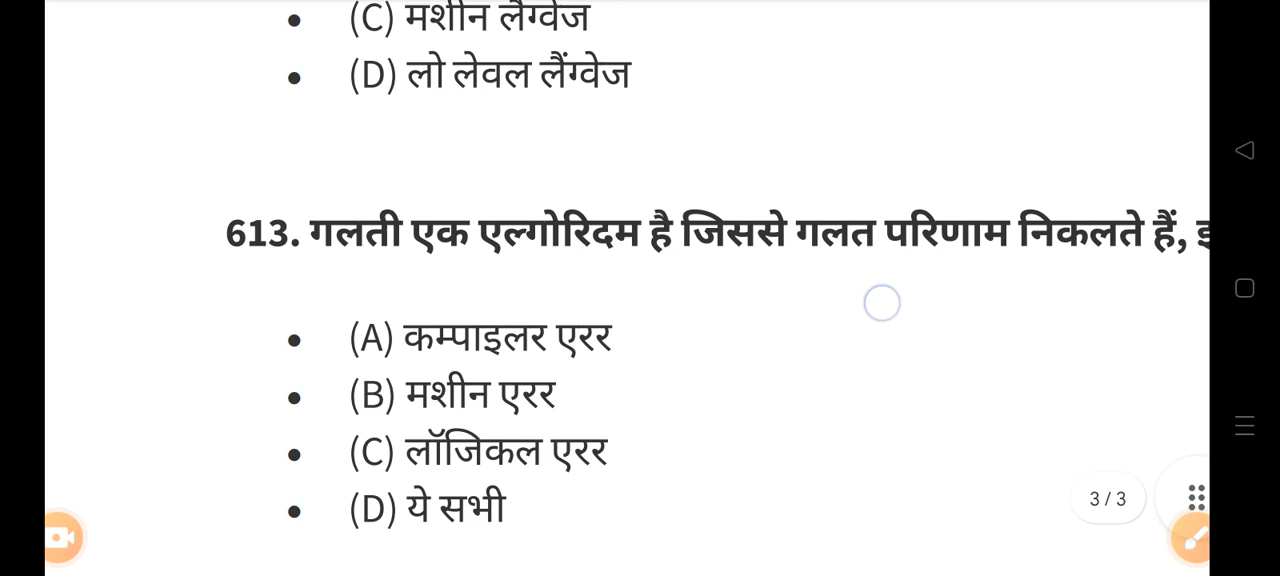 (C) मशीन लैंग्वेज
(D) लो लेवल लैंग्वेज
613. गलती एक एल्गोरिदम है जिससे गलत परिणाम निकलते हैं,
(A) कम्पाइलर एरर
(B) मशीन एरर
(C) लॉजिकल एरर
(D) ये सभी
3 / 3